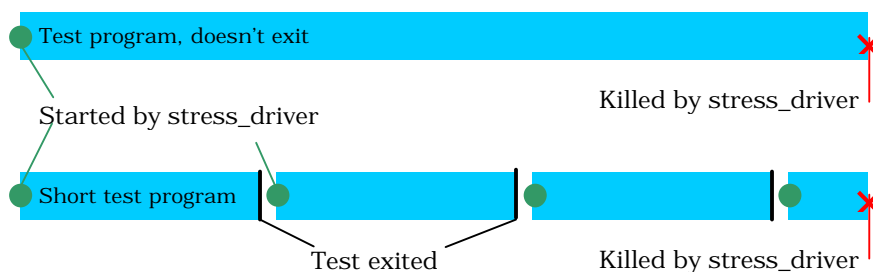 Test program, doesn't exit
Killed by stress_driver
Started by stress_driver
Short test program
Test exited
Killed by stress_driver